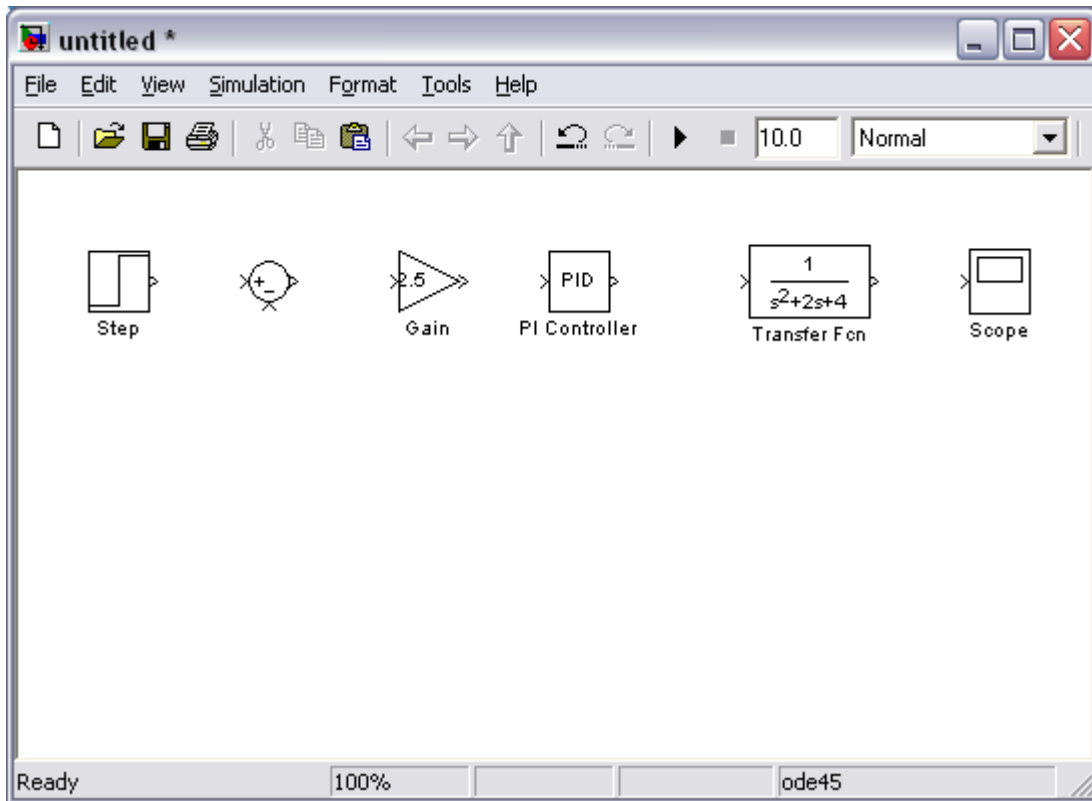 untitled *
File Edit View Simulation Format Tools Help
10.0 Normal
+ - 2.5 PID 1
s²+2s+4
Step Gain PI Controller Transfer Fcn Scope
Ready 100% ode45